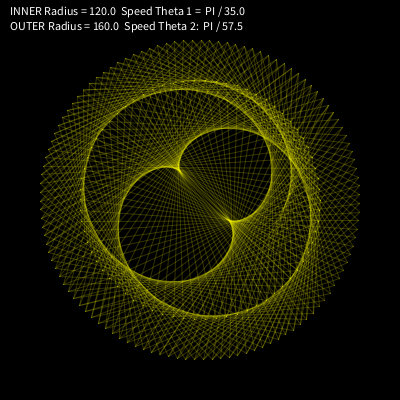 INNER Radius = 120.0  Speed Theta 1 =  PI / 35.0
OUTER Radius = 160.0  Speed Theta 2:  PI / 57.5